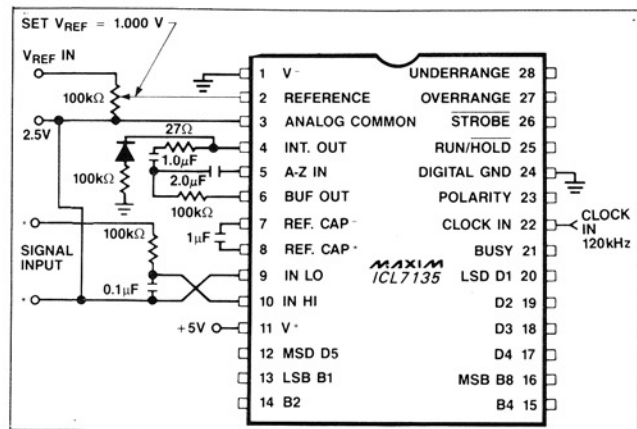 SET VREF = 1.000 V
VREF IN
100kΩ
2.5V
27Ω
1.0µF
2.0µF
100kΩ
100kΩ
1µF
100kΩ
SIGNAL INPUT
0.1µF
+5V
1 V⁻
2 REFERENCE
3 ANALOG COMMON
4 INT. OUT
5 A-Z IN
6 BUF OUT
7 REF. CAP⁻
8 REF. CAP⁺
9 IN LO
10 IN HI
11 V⁺
12 MSD D5
13 LSB B1
14 B2
MAXIM
ICL7135
UNDERRANGE 28
OVERRANGE 27
STROBE 26
RUN/HOLD 25
DIGITAL GND 24
POLARITY 23
CLOCK IN 22
BUSY 21
LSD D1 20
D2 19
D3 18
D4 17
MSB B8 16
B4 15
CLOCK
IN
120kHz